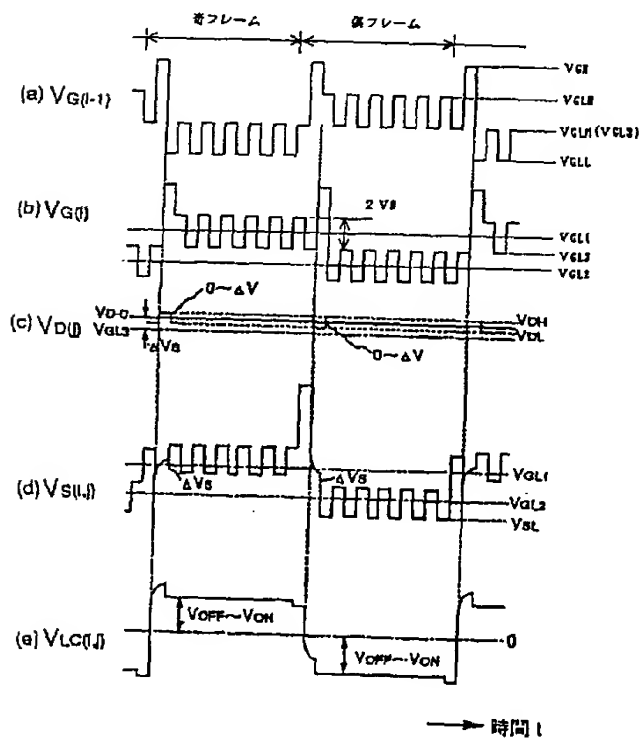 奇フレーム
偶フレーム
(a) VG(i-1)
VGH
VGLH
VGLM (VGL3)
VGLL
(b) VG(i)
2 VS
VGL1
VGL3
VGL2
0～ΔV
(c) VD(j)
VD-0
VGL3
ΔVS
VDH
VDL
0～ΔV
(d) VS(i,j)
ΔVS
ΔVS
VGL1
VGL2
VSL
(e) VLC(i,j)
VOFF～VON
0
VOFF～VON
時間 t